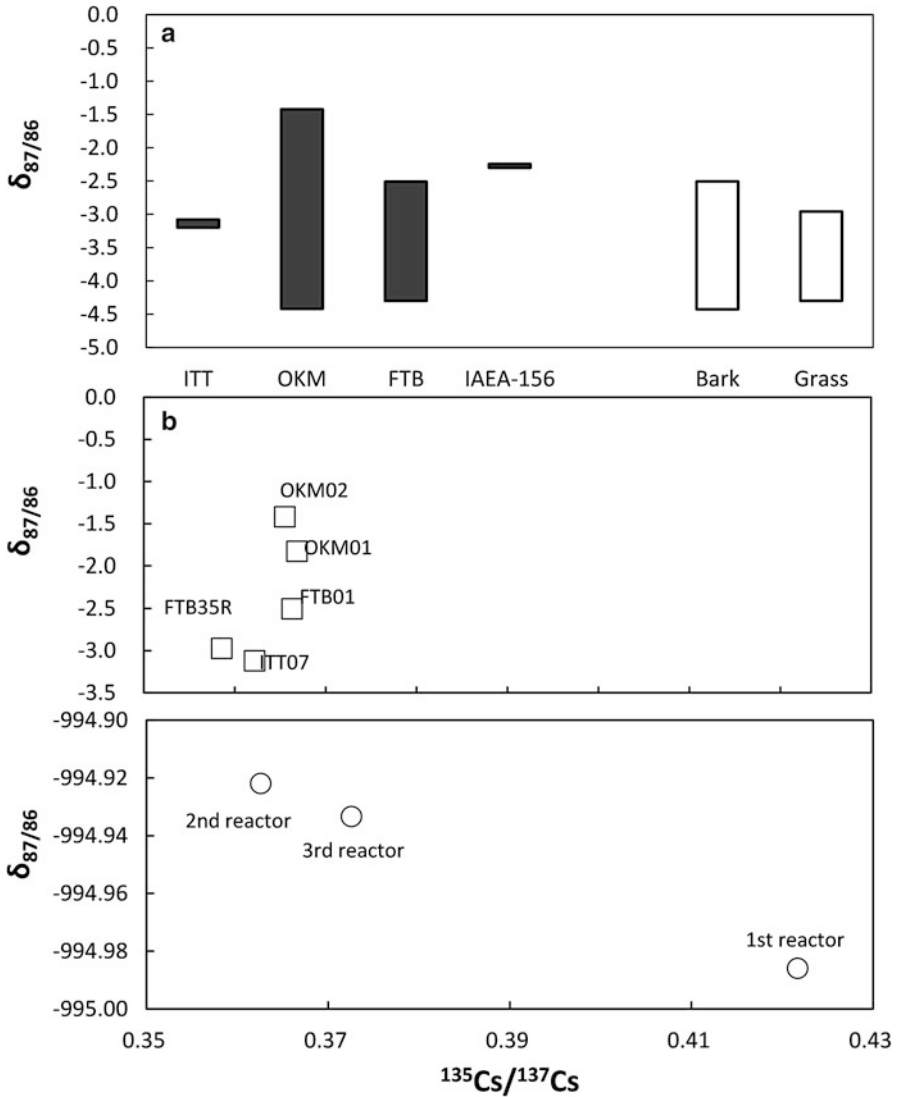 a
δ87/86
0.0
-0.5
-1.0
-1.5
-2.0
-2.5
-3.0
-3.5
-4.0
-4.5
-5.0
ITT OKM FTB IAEA-156 Bark Grass
b
δ87/86
0.0
-0.5
-1.0
-1.5
-2.0
-2.5
-3.0
-3.5
OKM02
OKM01
FTB01
FTB35R
ITT07
δ87/86
-994.90
-994.92
-994.94
-994.96
-994.98
-995.00
2nd reactor
3rd reactor
1st reactor
0.35 0.37 0.39 0.41 0.43
¹³⁵Cs/¹³⁷Cs